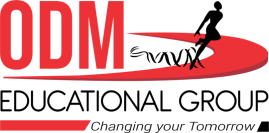 ODM
EDUCATIONAL GROUP
Changing your Tomorrow